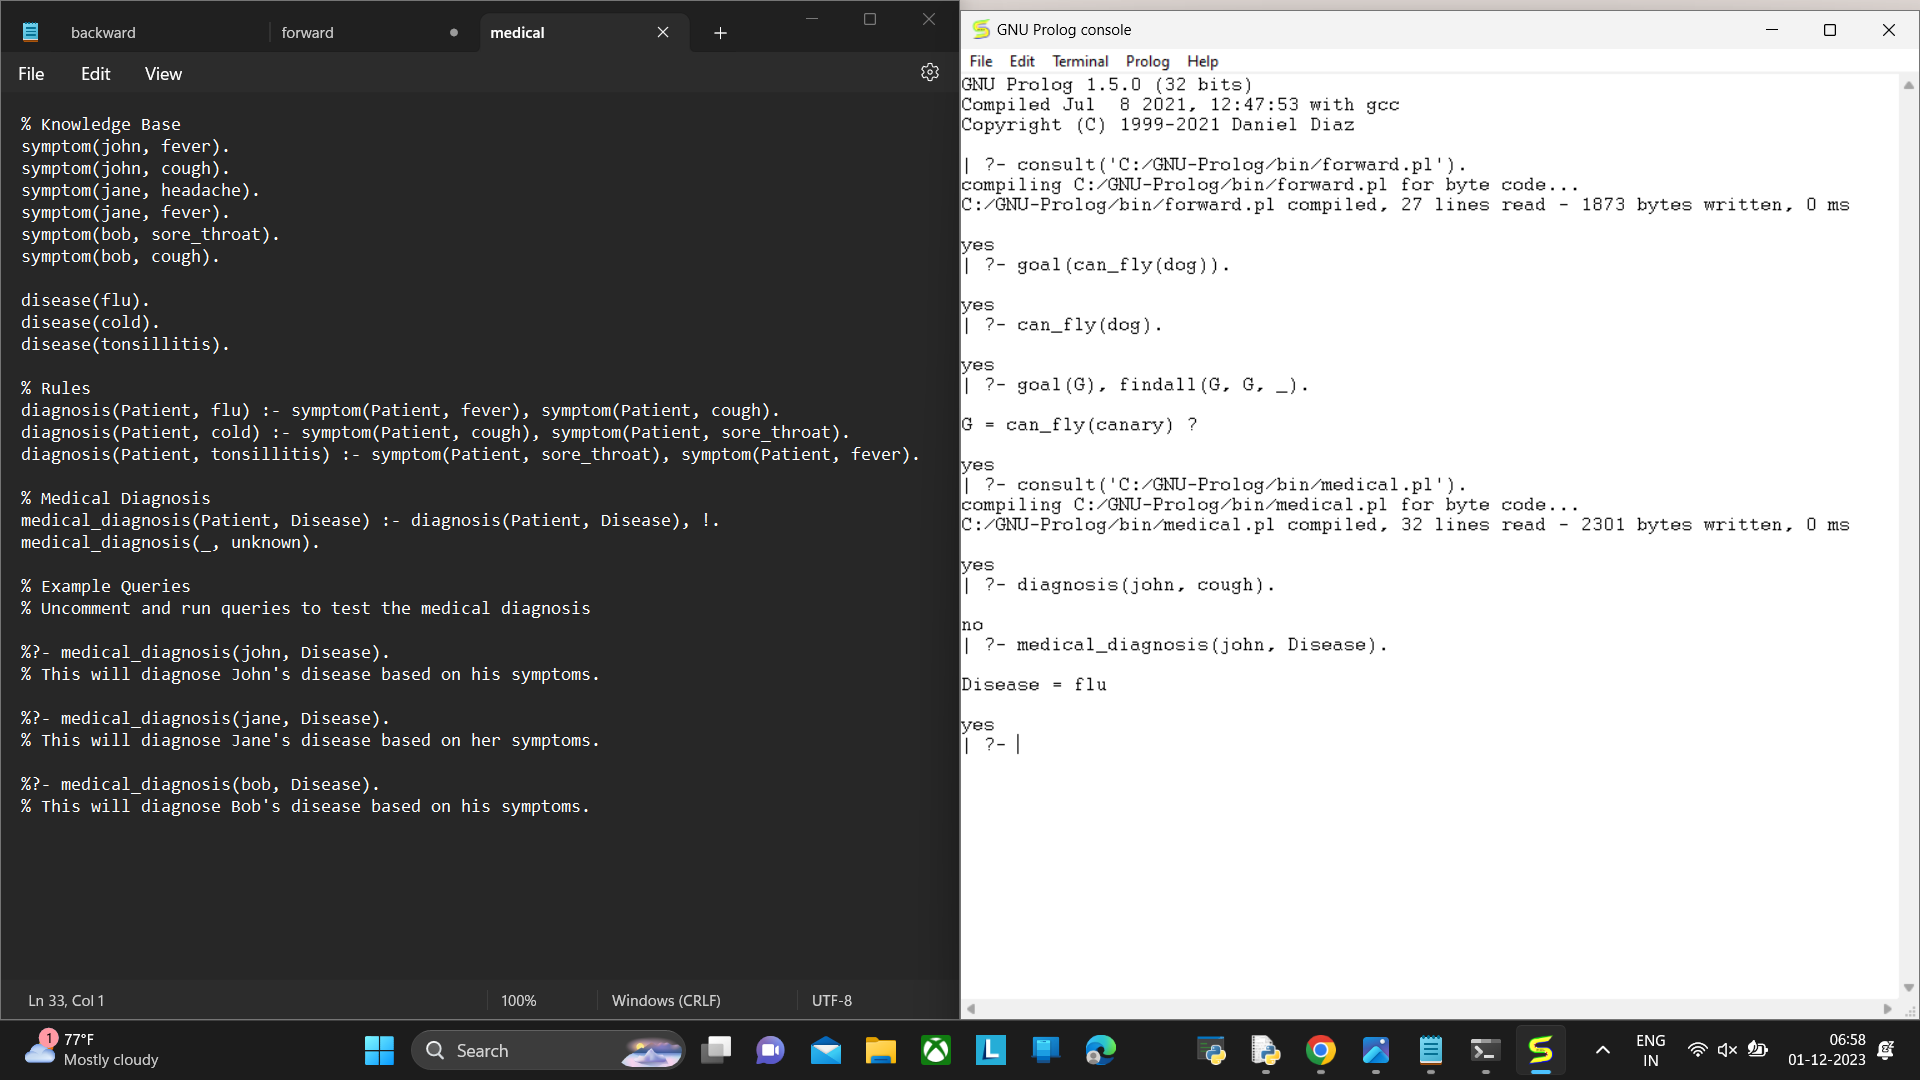 backward
forward
medical
File
Edit
View
% Knowledge Base
symptom(john, fever).
symptom(john, cough).
symptom(jane, headache).
symptom(jane, fever).
symptom(bob, sore_throat).
symptom(bob, cough).
disease(flu).
disease(cold).
disease(tonsillitis).
% Rules
diagnosis(Patient, flu) :- symptom(Patient, fever), symptom(Patient, cough).
diagnosis(Patient, cold) :- symptom(Patient, cough), symptom(Patient, sore_throat).
diagnosis(Patient, tonsillitis) :- symptom(Patient, sore_throat), symptom(Patient, fever).
% Medical Diagnosis
medical_diagnosis(Patient, Disease) :- diagnosis(Patient, Disease), !.
medical_diagnosis(_, unknown).
% Example Queries
% Uncomment and run queries to test the medical diagnosis
%?- medical_diagnosis(john, Disease).
% This will diagnose John's disease based on his symptoms.
%?- medical_diagnosis(jane, Disease).
% This will diagnose Jane's disease based on her symptoms.
%?- medical_diagnosis(bob, Disease).
% This will diagnose Bob's disease based on his symptoms.
Ln 33, Col 1
100%
Windows (CRLF)
UTF-8
GNU Prolog console
File Edit Terminal Prolog Help
GNU Prolog 1.5.0 (32 bits)
Compiled Jul  8 2021, 12:47:53 with gcc
Copyright (C) 1999-2021 Daniel Diaz
| ?- consult('C:/GNU-Prolog/bin/forward.pl').
compiling C:/GNU-Prolog/bin/forward.pl for byte code...
C:/GNU-Prolog/bin/forward.pl compiled, 27 lines read - 1873 bytes written, 0 ms
yes
| ?- goal(can_fly(dog)).
yes
| ?- can_fly(dog).
yes
| ?- goal(G), findall(G, G, _).
G = can_fly(canary) ?
yes
| ?- consult('C:/GNU-Prolog/bin/medical.pl').
compiling C:/GNU-Prolog/bin/medical.pl for byte code...
C:/GNU-Prolog/bin/medical.pl compiled, 32 lines read - 2301 bytes written, 0 ms
yes
| ?- diagnosis(john, cough).
no
| ?- medical_diagnosis(john, Disease).
Disease = flu
yes
| ?-
1
77°F
Mostly cloudy
Search
L
ENG
IN
06:58
01-12-2023